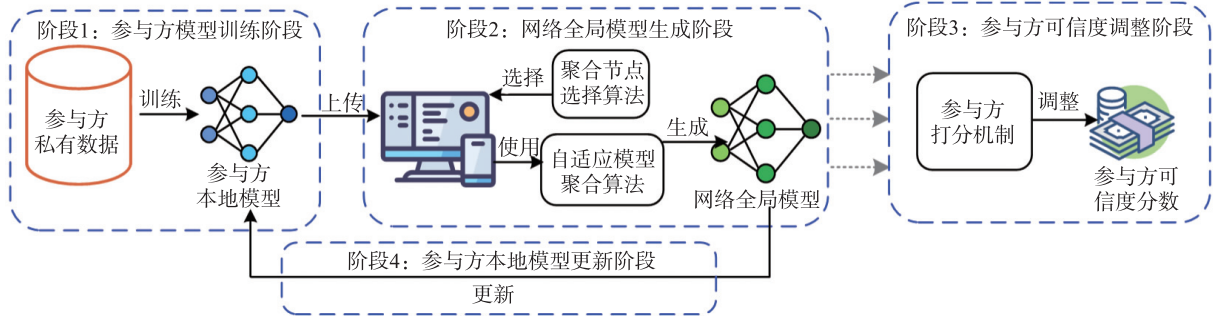 阶段1：参与方模型训练阶段
参与方
私有数据
训练
参与方
本地模型
上传
阶段2：网络全局模型生成阶段
选择
聚合节点
选择算法
使用
自适应模型
聚合算法
生成
网络全局模型
阶段3：参与方可信度调整阶段
参与方
打分机制
调整
参与方可
信度分数
阶段4：参与方本地模型更新阶段
更新